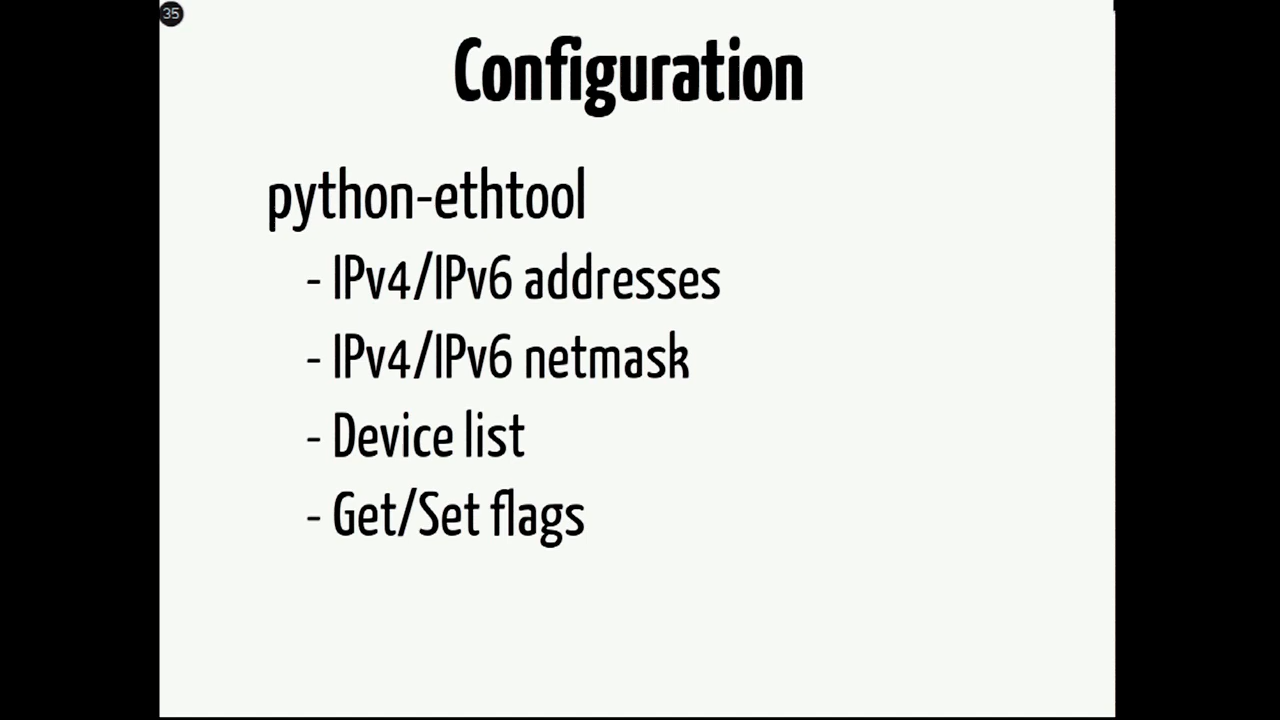 35
Configuration
python-ethtool
- IPv4/IPv6 addresses
- IPv4/IPv6 netmask
- Device list
- Get/Set flags